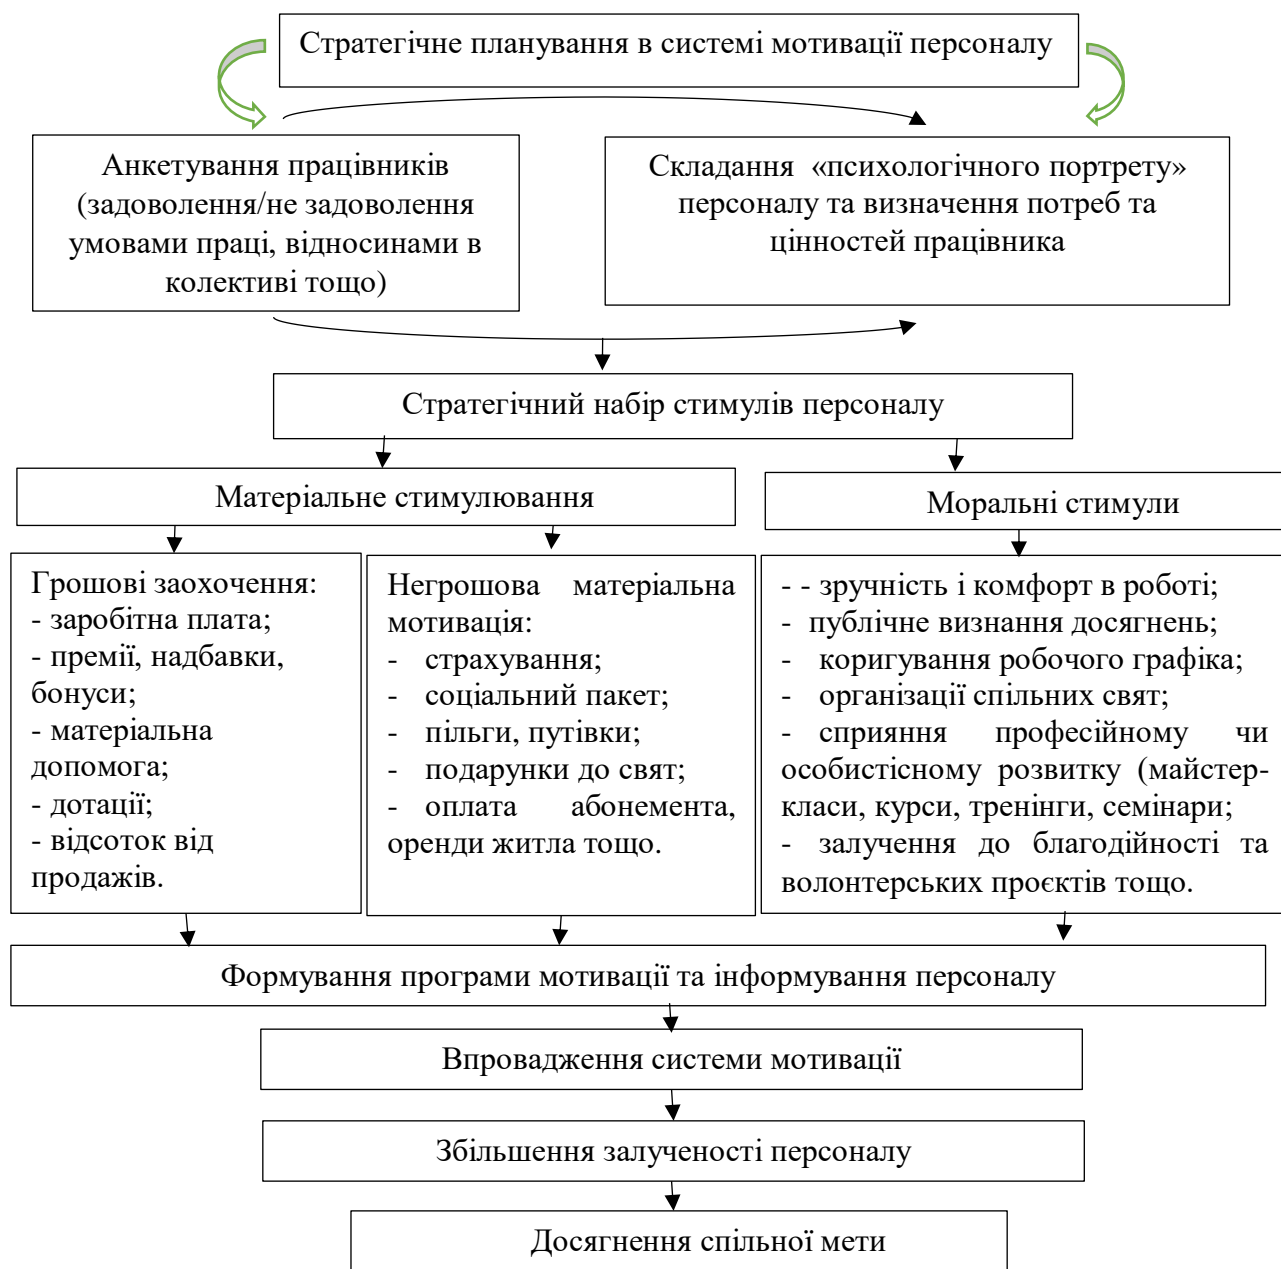 Стратегічне планування в системі мотивації персоналу
Анкетування працівників
(задоволення/не задоволення
умовами праці, відносинами в
колективі тощо)
Складання «психологічного портрету»
персоналу та визначення потреб та
цінностей працівника
Стратегічний набір стимулів персоналу
Матеріальне стимулювання
Моральні стимули
Грошові заохочення:
- заробітна плата;
- премії, надбавки,
бонуси;
- матеріальна
допомога;
- дотації;
- відсоток від
продажів.
Негрошова матеріальна
мотивація:
- страхування;
- соціальний пакет;
- пільги, путівки;
- подарунки до свят;
- оплата абонемента,
оренди житла тощо.
- - зручність і комфорт в роботі;
- публічне визнання досягнень;
- коригування робочого графіка;
- організації спільних свят;
- сприяння професійному чи
особистісному розвитку (майстер-
класи, курси, тренінги, семінари;
- залучення до благодійності та
волонтерських проєктів тощо.
Формування програми мотивації та інформування персоналу
Впровадження системи мотивації
Збільшення залученості персоналу
Досягнення спільної мети